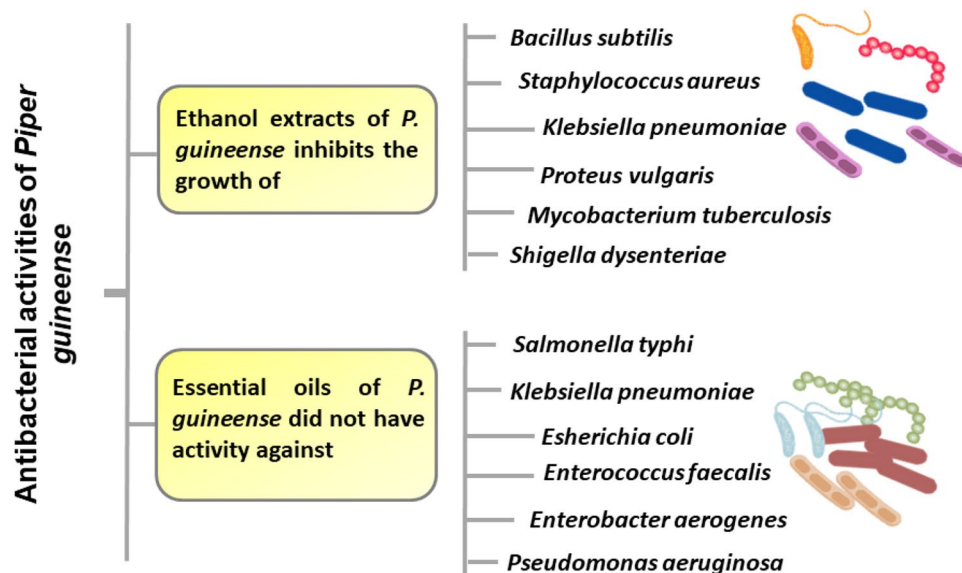 Antibacterial activities of Piper
guineense
Ethanol extracts of P.
guineense inhibits the
growth of
Bacillus subtilis
Staphylococcus aureus
Klebsiella pneumoniae
Proteus vulgaris
Mycobacterium tuberculosis
Shigella dysenteriae
Essential oils of P.
guineense did not have
activity against
Salmonella typhi
Klebsiella pneumoniae
Esherichia coli
Enterococcus faecalis
Enterobacter aerogenes
Pseudomonas aeruginosa